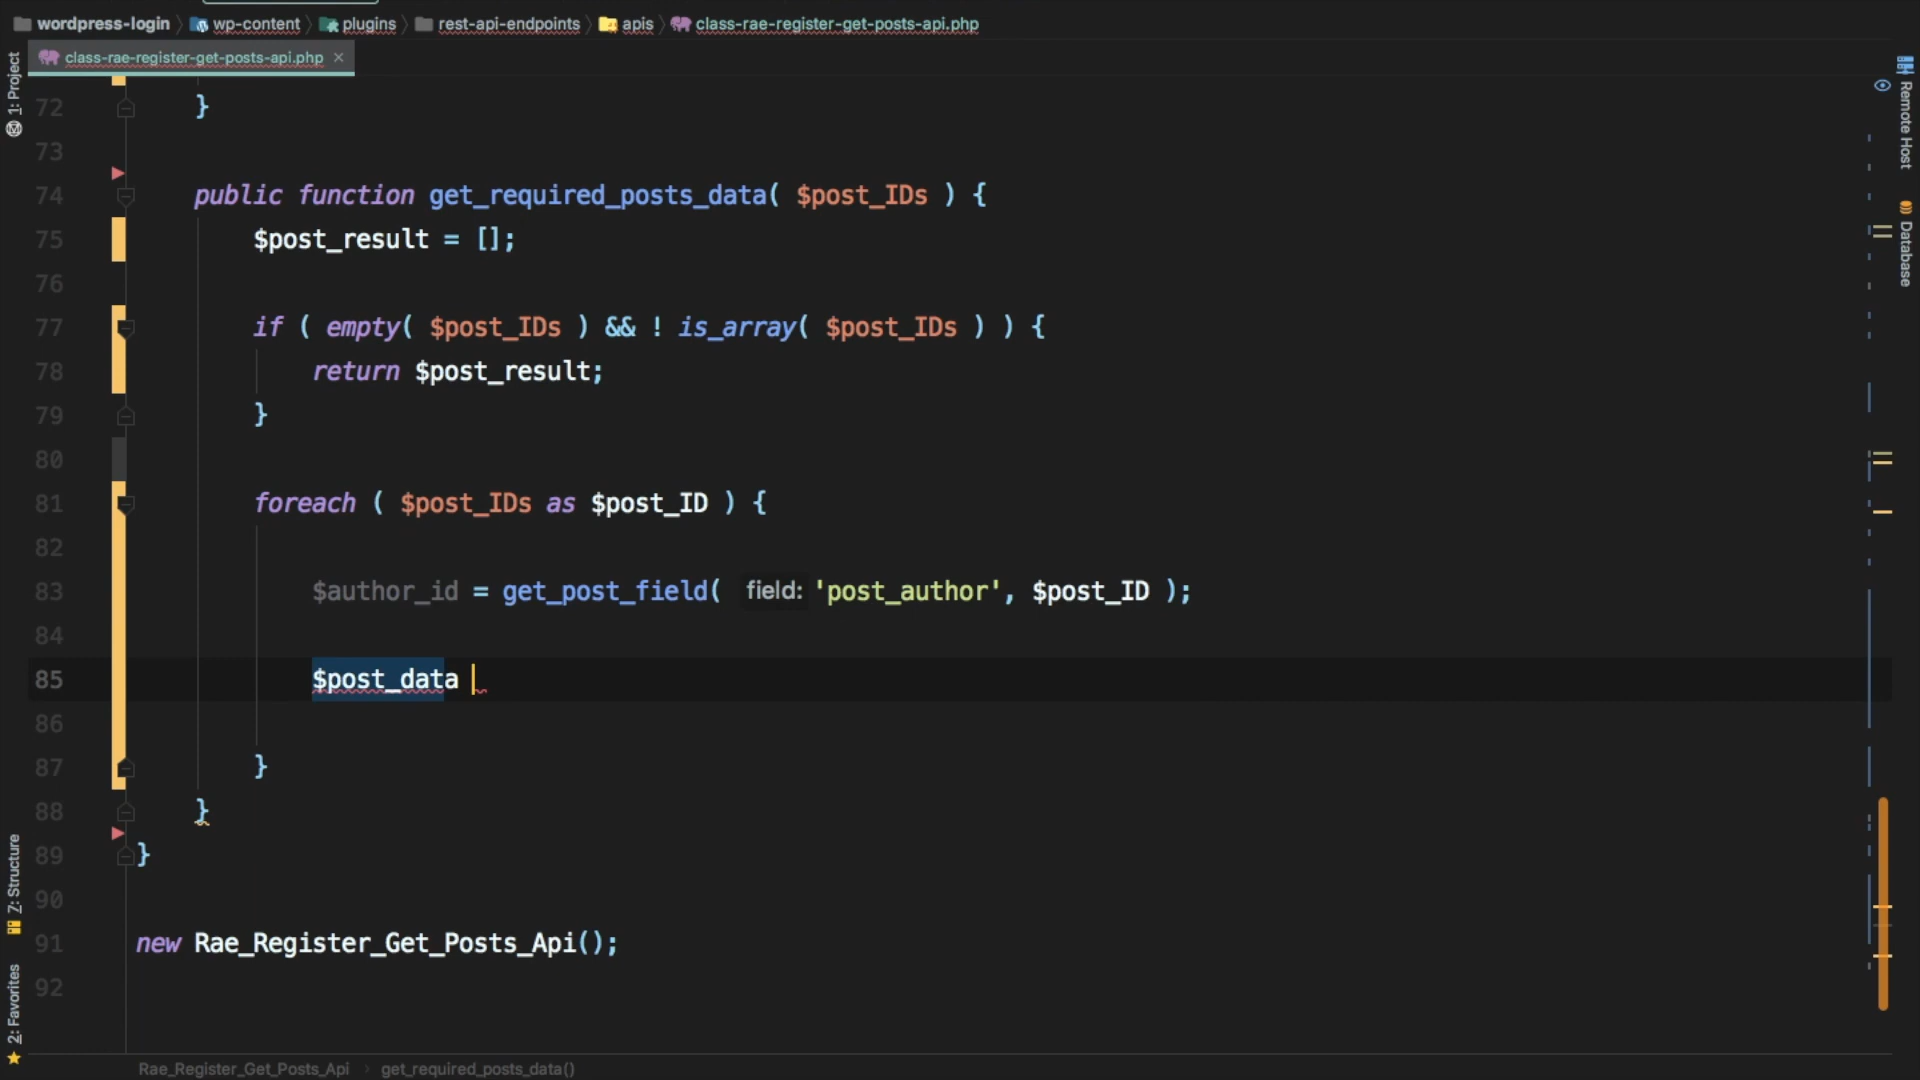 wordpress-login wp-content plugins rest-api-endpoints apis class-rae-register-get-posts-api.php
class-rae-register-get-posts-api.php
1: Project
Remote Host
Database
72 }
73
74 public function get_required_posts_data( $post_IDs ) {
75 $post_result = [];
76
77 if ( empty( $post_IDs ) && ! is_array( $post_IDs ) ) {
78 return $post_result;
79 }
80
81 foreach ( $post_IDs as $post_ID ) {
82
83 $author_id = get_post_field( field: 'post_author', $post_ID );
84
85 $post_data
86
87 }
88 }
89 }
90
91 new Rae_Register_Get_Posts_Api();
92
Z: Structure
2: Favorites
Rae_Register_Get_Posts_Api › get_required_posts_data()